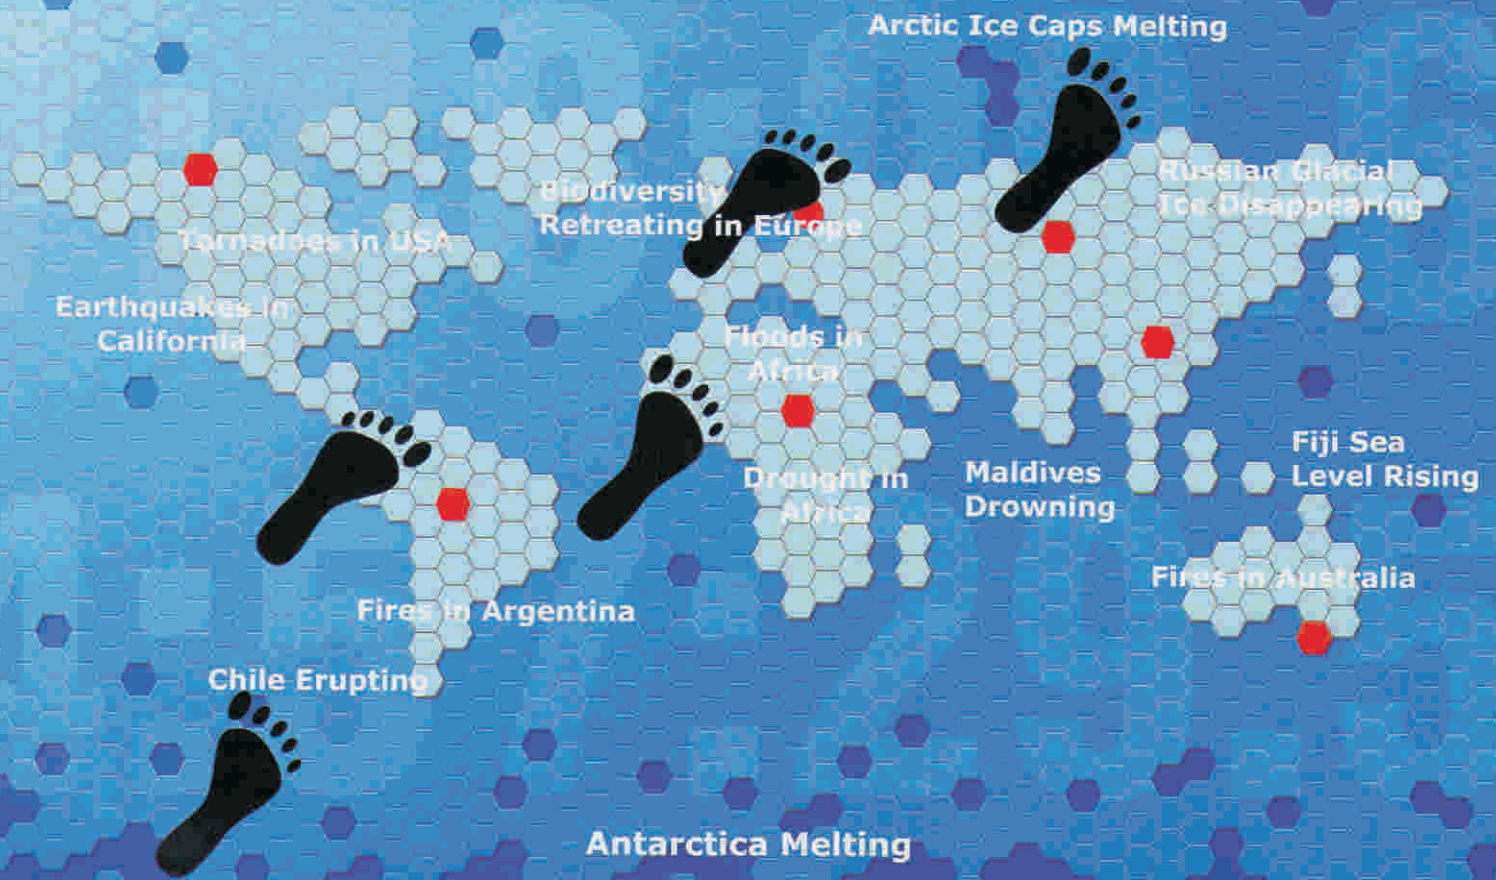 Arctic Ice Caps Melting
Biodiversity
Retreating in Europe
Russian Glacial
Ice Disappearing
Tornadoes in USA
Earthquakes in
California
Floods in
Africa
Drought in
Africa
Maldives
Drowning
Fiji Sea
Level Rising
Fires in Australia
Fires in Argentina
Chile Erupting
Antarctica Melting